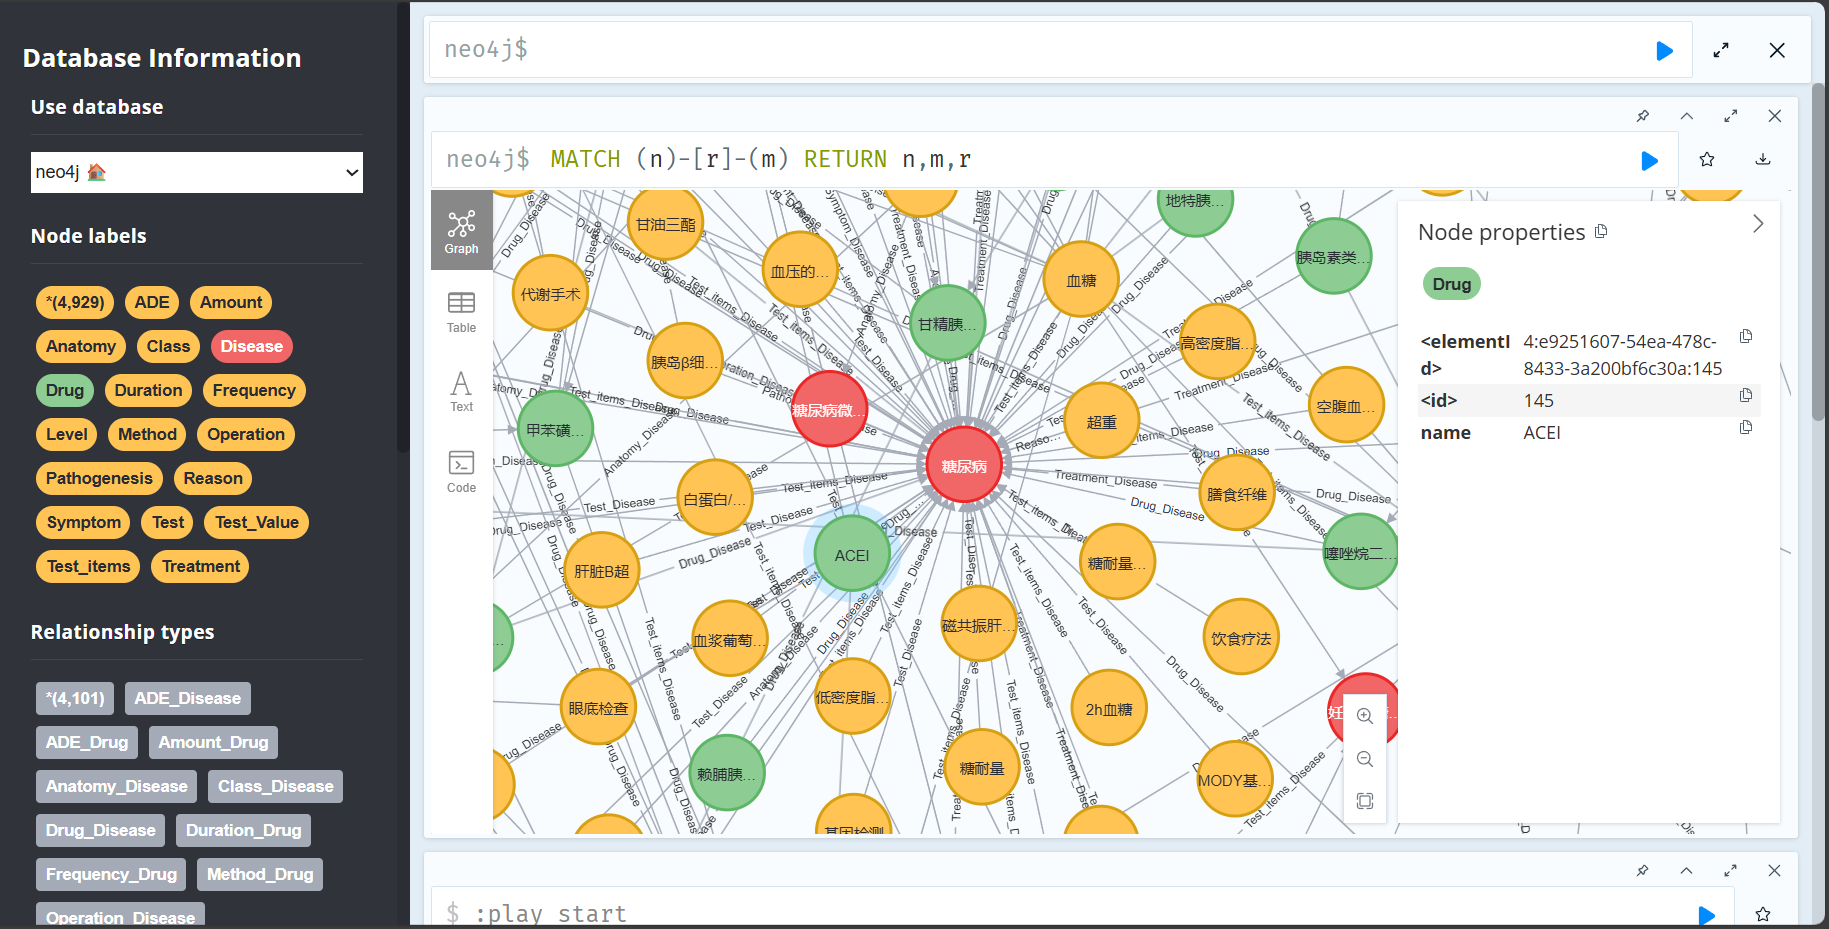 Database Information
Use database
neo4j
Node labels
*(4,929) ADE Amount
Anatomy Class Disease
Drug Duration Frequency
Level Method Operation
Pathogenesis Reason
Symptom Test Test_Value
Test_items Treatment
Relationship types
*(4,101) ADE_Disease
ADE_Drug Amount_Drug
Anatomy_Disease Class_Disease
Drug_Disease Duration_Drug
Frequency_Drug Method_Drug
Operation_Disease
neo4j$
neo4j$ MATCH (n)-[r]-(m) RETURN n,m,r
Graph
Table
Text
Code
甘油三酯
血压的...
代谢手术
胰岛β细...
甘精胰...
血糖
地特胰...
胰岛素类...
高密度脂...
糖尿病微...
甲苯磺...
超重
空腹血...
糖尿病
白蛋白/...
膳食纤维
ACEI
肝脏B超
糖耐量...
噻唑烷二...
血浆葡萄...
磁共振肝...
饮食疗法
眼底检查
低密度脂...
2h血糖
赖脯胰...
糖耐量
MODY基...
基因检测
Drug_Disease
Test_items_Disease
Treatment_Disease
Anatomy_Disease
Symptom_Disease
Test_Disease
Node properties
Drug
<elementI
d>
4:e9251607-54ea-478c-
8433-3a200bf6c30a:145
<id> 145
name ACEI
$ :play start